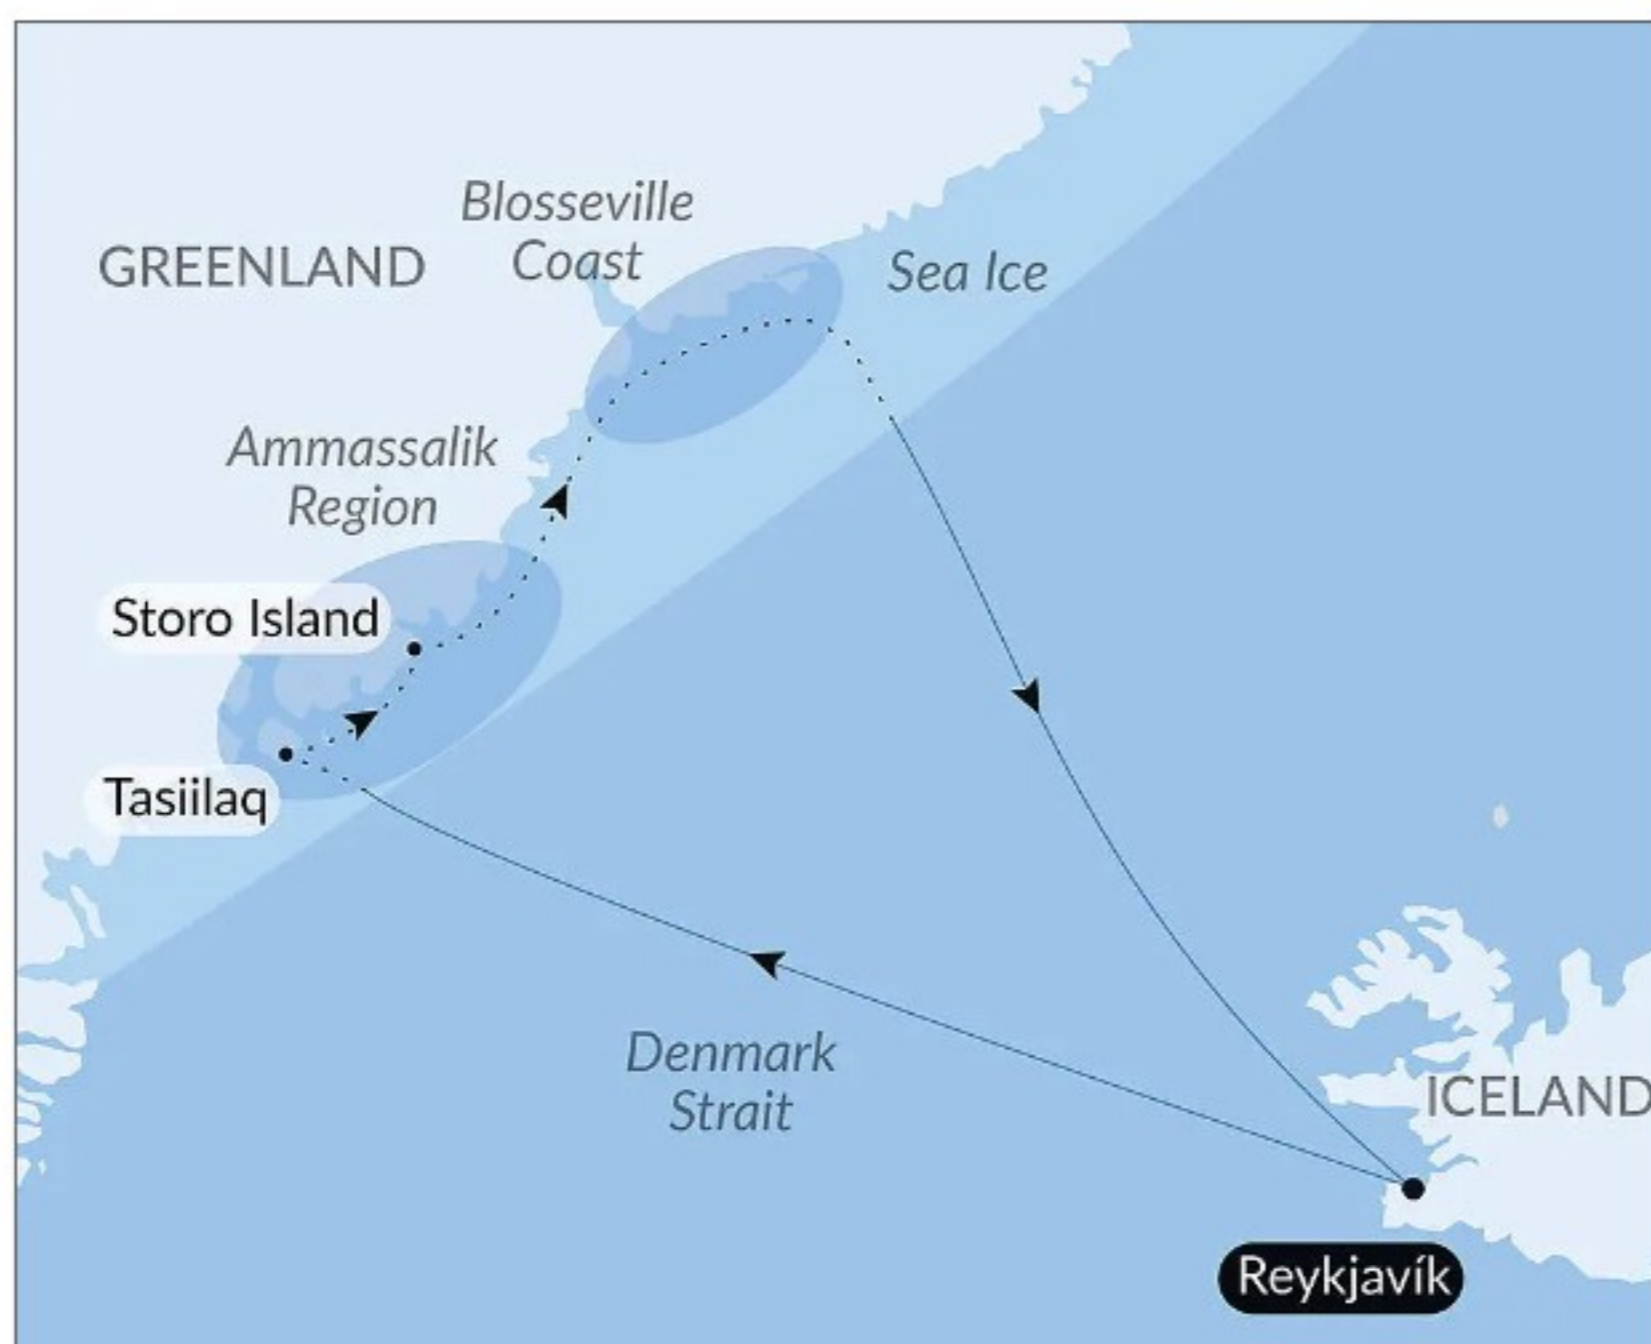 Blosseville
Coast
GREENLAND
Sea Ice
Ammassalik
Region
Storo Island
Tasiilaq
Denmark
Strait
ICELAND
Reykjavík